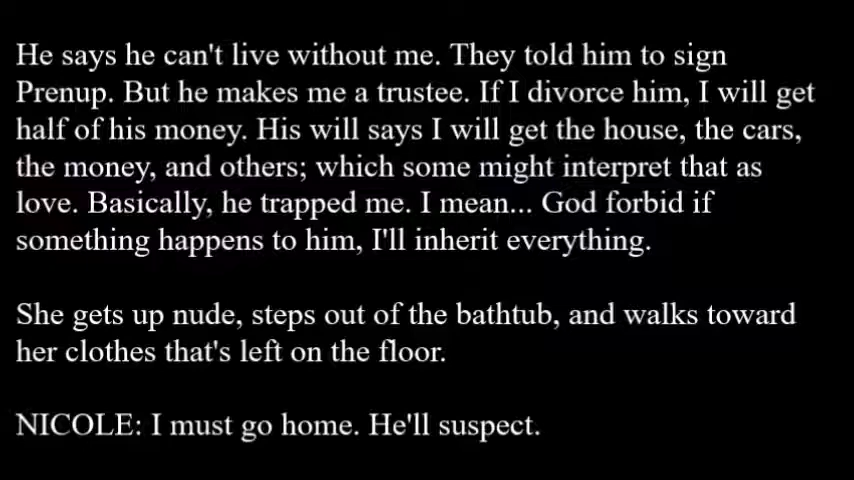 He says he can't live without me. They told him to sign
Prenup. But he makes me a trustee. If I divorce him, I will get
half of his money. His will says I will get the house, the cars,
the money, and others; which some might interpret that as
love. Basically, he trapped me. I mean... God forbid if
something happens to him, I'll inherit everything.
She gets up nude, steps out of the bathtub, and walks toward
her clothes that's left on the floor.
NICOLE: I must go home. He'll suspect.